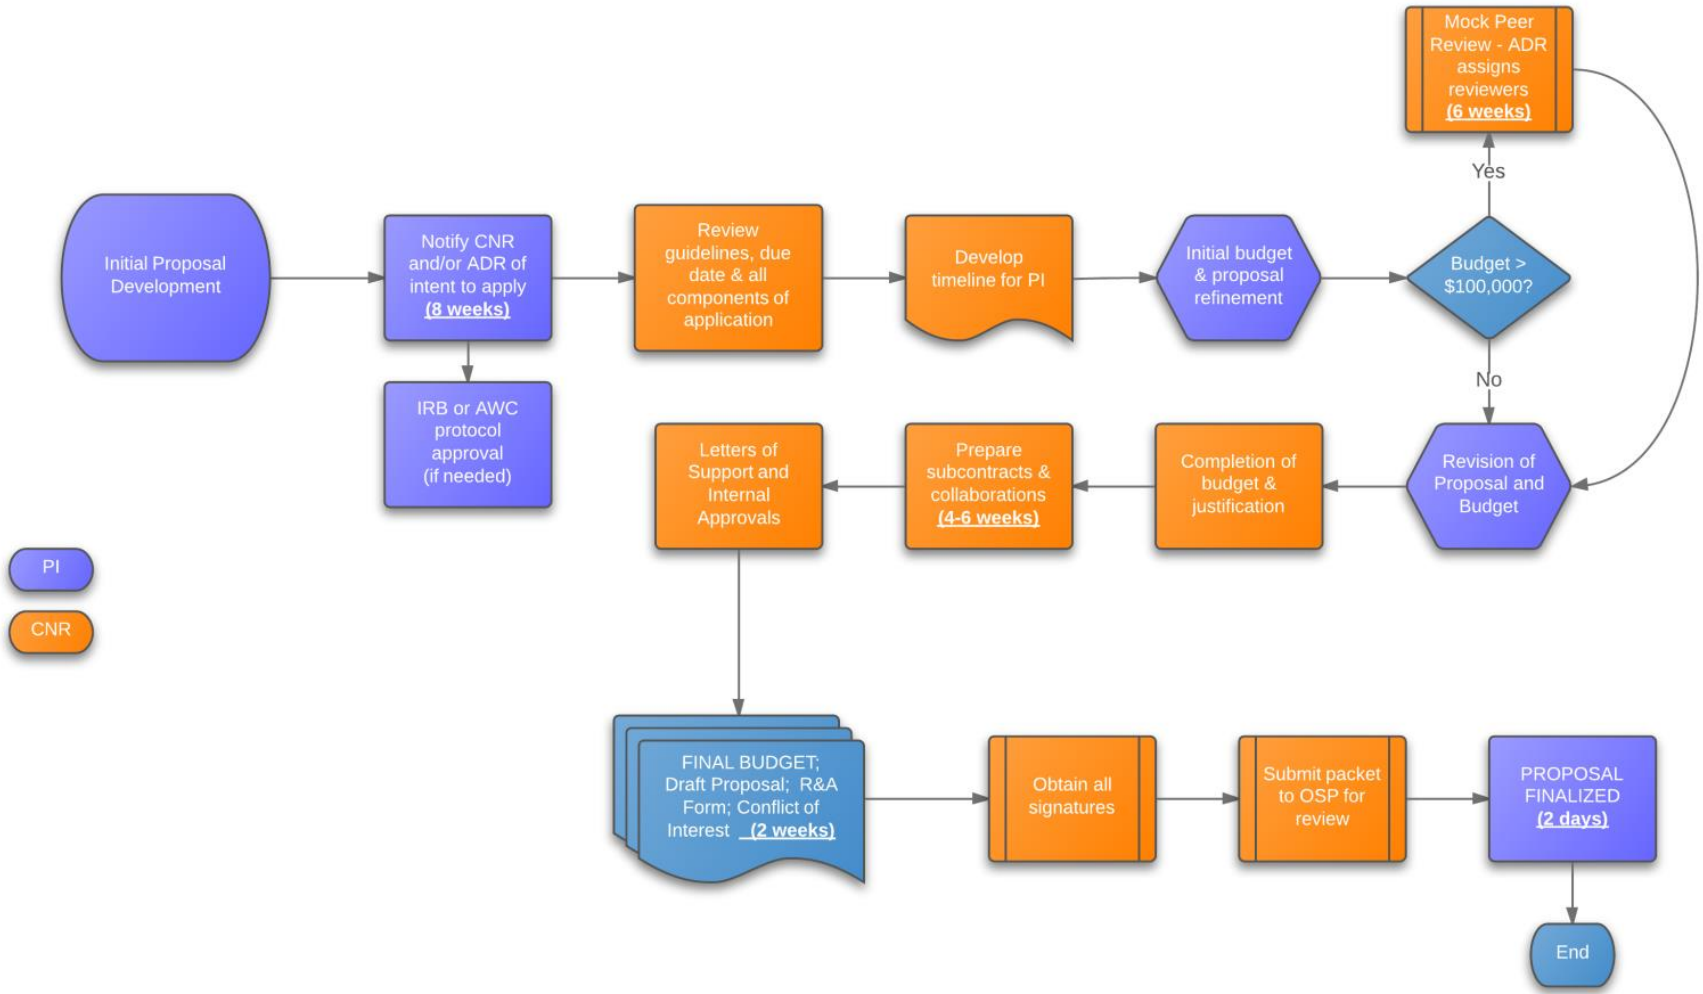 Mock Peer
Review - ADR
assigns
reviewers
(6 weeks)
Yes
Initial Proposal
Development
Notify CNR
and/or ADR of
intent to apply
(8 weeks)
Review
guidelines, due
date & all
components of
application
Develop
timeline for PI
Initial budget
& proposal
refinement
Budget >
$100,000?
No
IRB or AWC
protocol
approval
(if needed)
Letters of
Support and
Internal
Approvals
Prepare
subcontracts &
collaborations
(4-6 weeks)
Completion of
budget &
justification
Revision of
Proposal and
Budget
PI
CNR
FINAL BUDGET;
Draft Proposal; R&A
Form; Conflict of
Interest (2 weeks)
Obtain all
signatures
Submit packet
to OSP for
review
PROPOSAL
FINALIZED
(2 days)
End